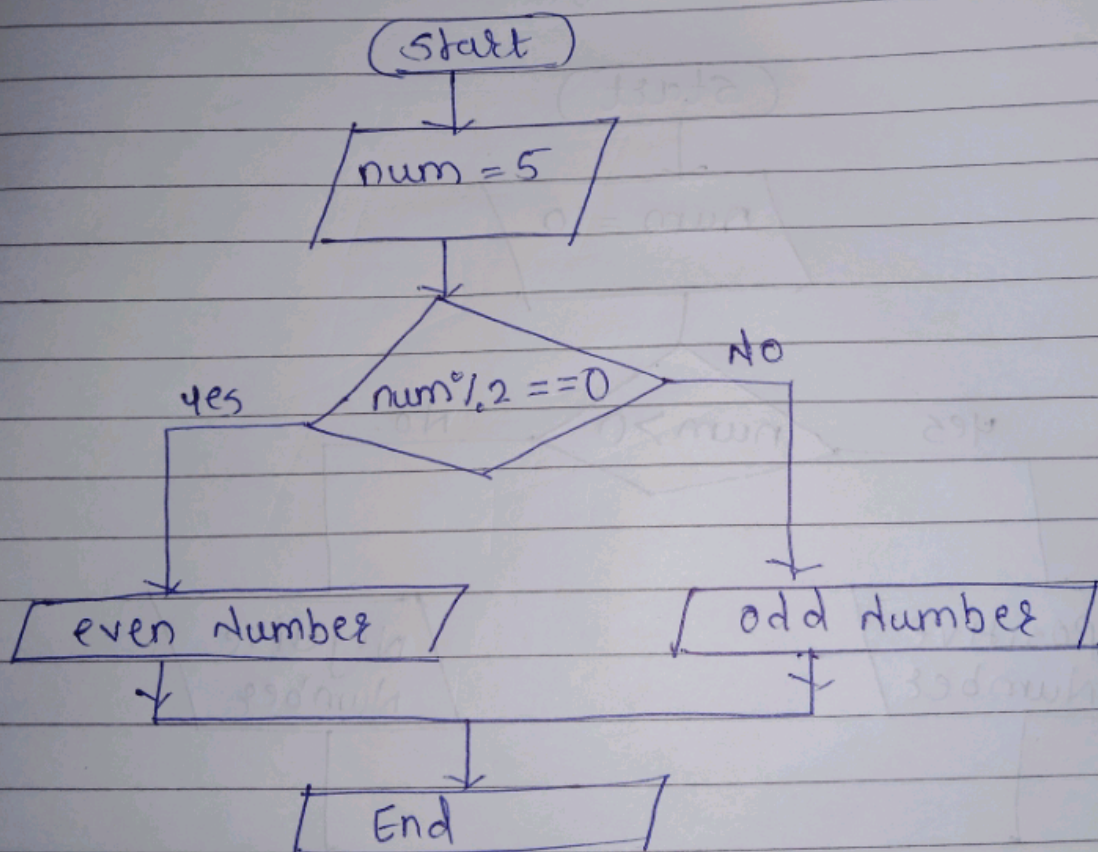 Start
num = 5
num%2 ==0
yes
NO
even Number
odd Number
End